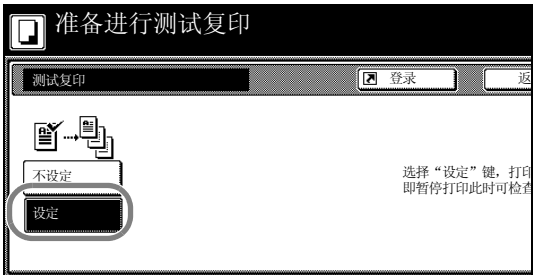 准备进行测试复印
测试复印
登录
返
不设定
设定
选择“设定”键，打印
即暂停打印此时可检查